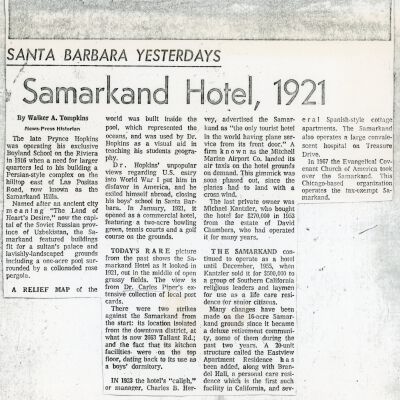 SANTA BARBARA YESTERDAYS
Samarkand Hotel, 1921
By Walker A. Tompkins
News-Press Historian
The late Prynce Hopkins
was operating his exclusive
Boyland School on the Riviera
in 1916 when a need for larger
quarters led to his building a
Persian-style complex on the
hilltop east of Las Positas
Road, now known as the
Samarkand Hills.
Named after an ancient city
meaning "The Land of
Heart's Desire," now the capi-
tal of the Soviet Russian prov-
ince of Uzbekistan, the Sa-
markand featured buildings
fit for a sultan's palace and
lavishly-landscaped grounds
including a one-acre pool sur-
rounded by a colonnaded rose
pergola.
A RELIEF MAP of the
world was built inside the
pool, which represented the
oceans, and was used by Dr.
Hopkins as a visual aid in
teaching his students geogra-
phy.
Dr. Hopkins' unpopular
views regarding U.S. entry
into World War I put him in
disfavor in America, and he
exiled himself abroad, closing
his boys' school in Santa Bar-
bara. In January, 1921, it
opened as a commercial hotel,
featuring a two-acre bowling
green, tennis courts and a golf
course on the grounds.
TODAY'S RARE picture
from the past shows the Sa-
markand Hotel as it looked in
1921, out in the middle of open
grassy fields. The view is
from Dr. Carles Piper's ex-
tensive collection of local post
cards.
There were two strikes
against the Samarkand from
the start: its location isolated
from the downtown district, at
what is now 2663 Tallant Rd.;
and the fact that its kitchen
facilities were on the top
floor, dating back to its use as
a boys' dormitory.
IN 1923 the hotel's "caliph,"
or manager, Charles B. Her-
vey, advertised the Samar-
kand as "the only tourist hotel
in the world having plane ser-
vice from its front door." A
firm known as the Mitchell
Marine Airport Co. landed its
air taxis on the hotel grounds
on demand. This gimmick was
soon phased out, since the
planes had to land with a
cross wind.
The last private owner was
Michael Kantzler, who bought
the hotel for $270,000 in 1953
from the estate of David
Chambers, who had operated
it for many years.
THE SAMARKAND con-
tinued to operate as a hotel
until December, 1955, when
Kantzler sold it for $300,000 to
a group of Southern California
religious leaders and laymen
for use as a life care resi-
dence for senior citizens.
Many changes have been
made on the 16-acre Samar-
kand grounds since it became
a deluxe retirement communi-
ty, some of them during the
past two years. A 20-unit
structure called the Eastview
Apartment Residence has
been added, along with Bran-
del Hall, a personal care resi-
dence which is the first such
facility in California, and sev-
eral Spanish-style cottage
apartments. The Samarkand
also operates a large convale-
scent hospital on Treasure
Drive.
In 1967 the Evangelical Cov-
enant Church of America took
over the Samarkand. This
Chicago-based organization
operates the tax-exempt Sa-
markand.